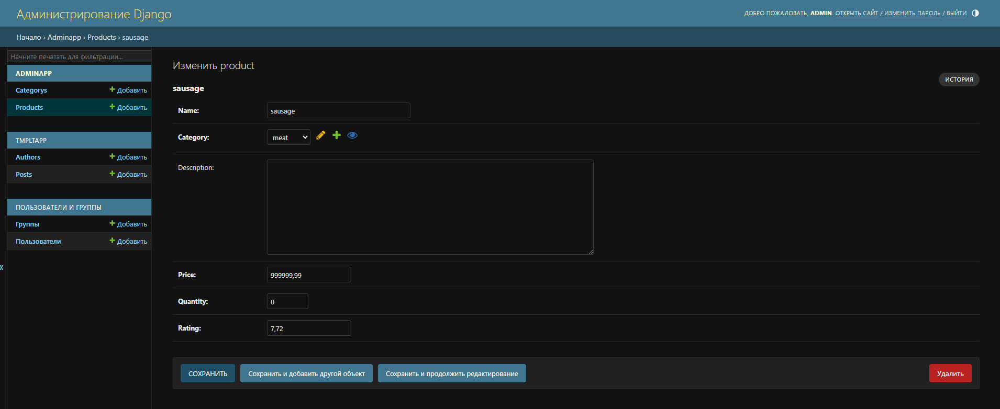 Администрирование Django
ДОБРО ПОЖАЛОВАТЬ, ADMIN. ОТКРЫТЬ САЙТ / ИЗМЕНИТЬ ПАРОЛЬ / ВЫЙТИ
Начало › Adminapp › Products › sausage
Начните печатать для фильтрации...
ADMINAPP
Categorys Добавить
Products Добавить
TMPLTAPP
Authors Добавить
Posts Добавить
ПОЛЬЗОВАТЕЛИ И ГРУППЫ
Группы Добавить
Пользователи Добавить
«
Изменить product
ИСТОРИЯ
sausage
Name: sausage
Category: meat
Description:
Price: 999999,99
Quantity: 0
Rating: 7,72
СОХРАНИТЬ Сохранить и добавить другой объект Сохранить и продолжить редактирование Удалить